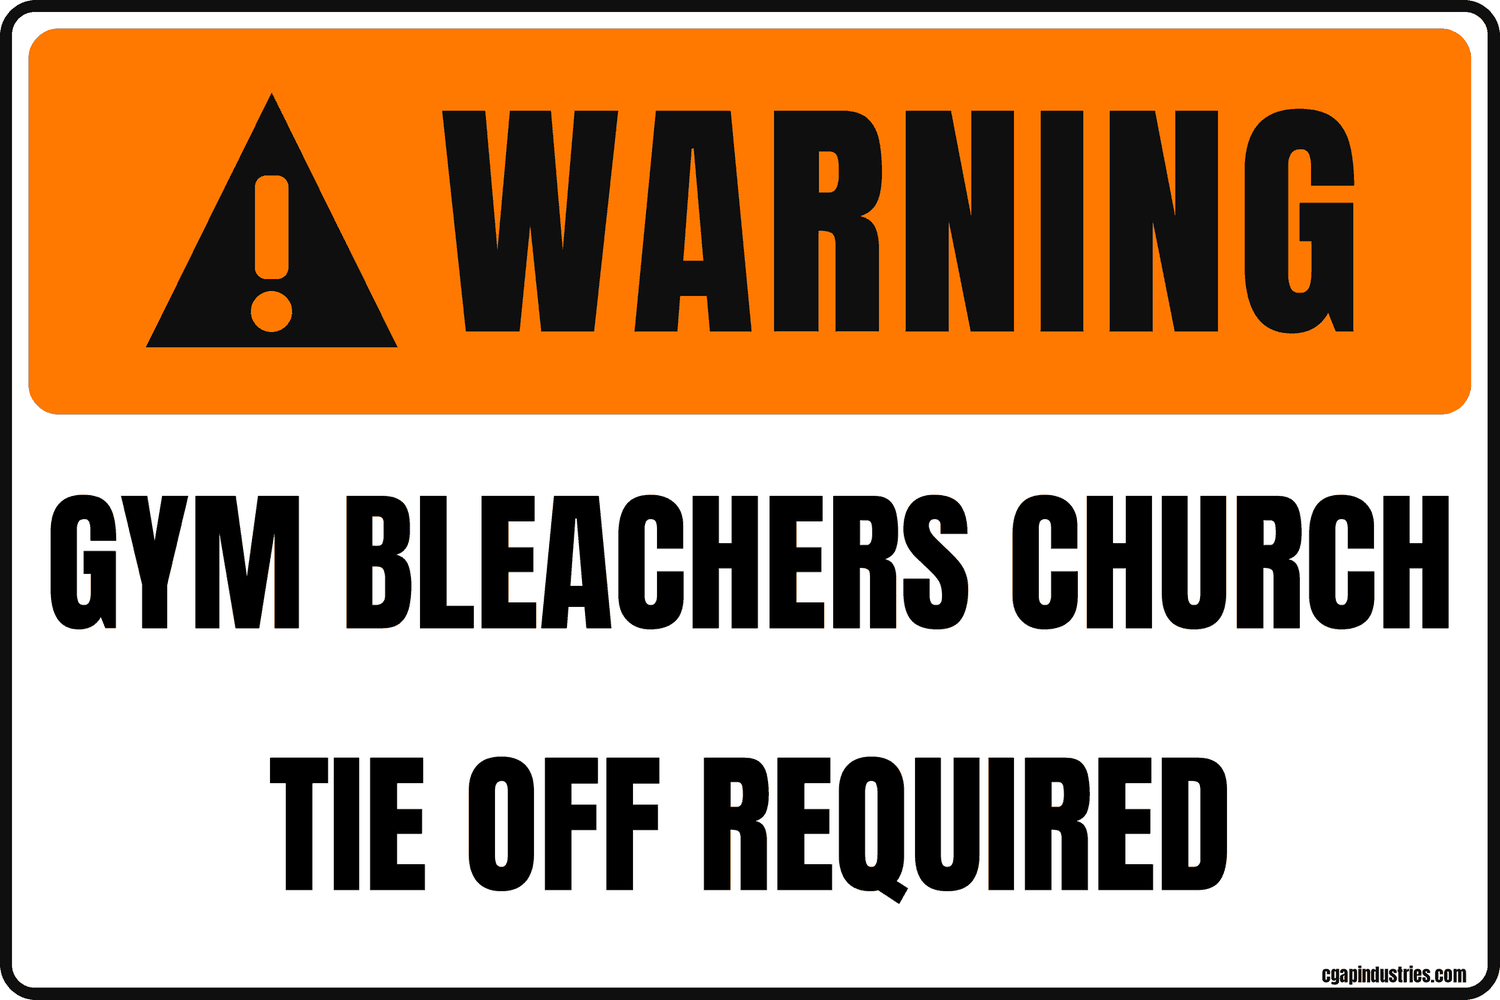 WARNING
GYM BLEACHERS CHURCH
TIE OFF REQUIRED
cgapindustries.com